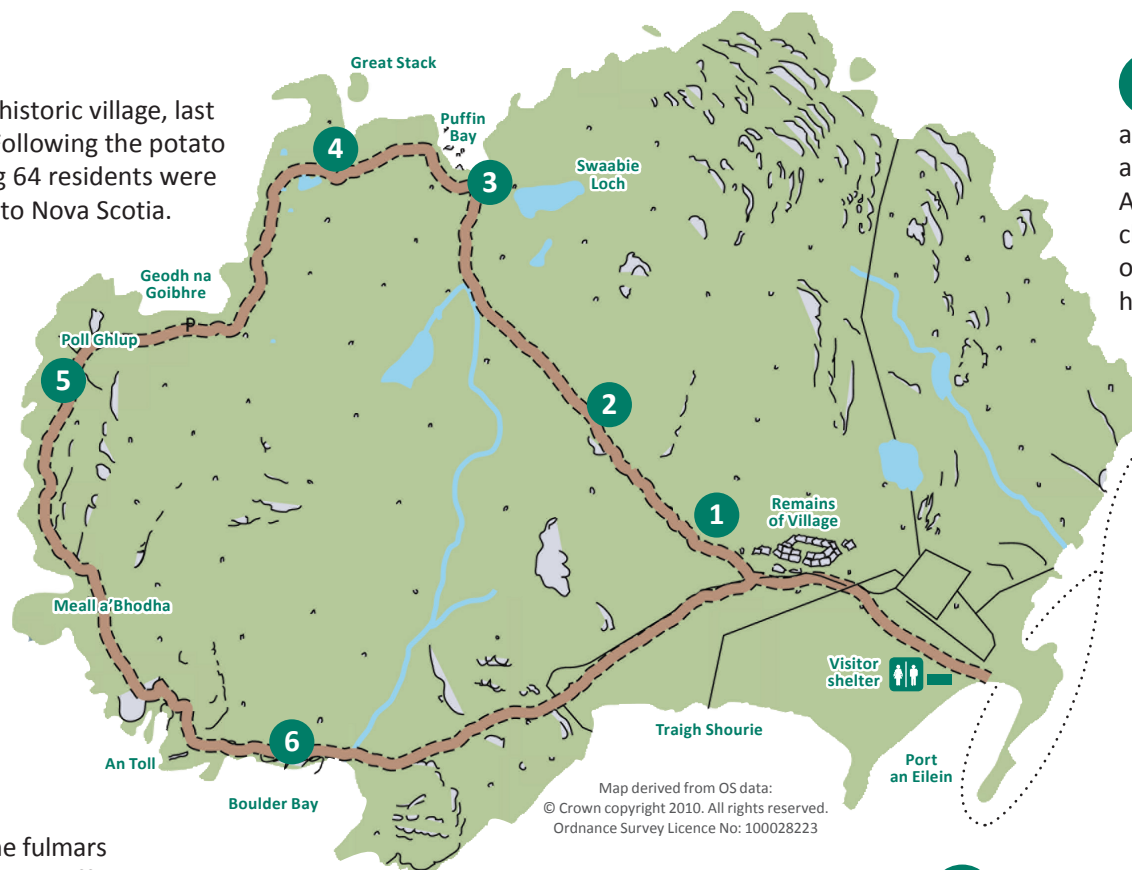 Great Stack
historic village, last
ollowing the potato
g 64 residents were
to Nova Scotia.
Puffin
Bay
4
3
Swaabie
Loch
a
a
A
c
o
h
Geodh na
Goibhre
P
Poll Ghlup
5
2
1
Remains
of Village
Meall a'Bhodha
Visitor
shelter
Traigh Shourie
6
An Toll
Port
an Eilein
Boulder Bay
Map derived from OS data:
© Crown copyright 2010. All rights reserved.
Ordnance Survey Licence No: 100028223
ne fulmars